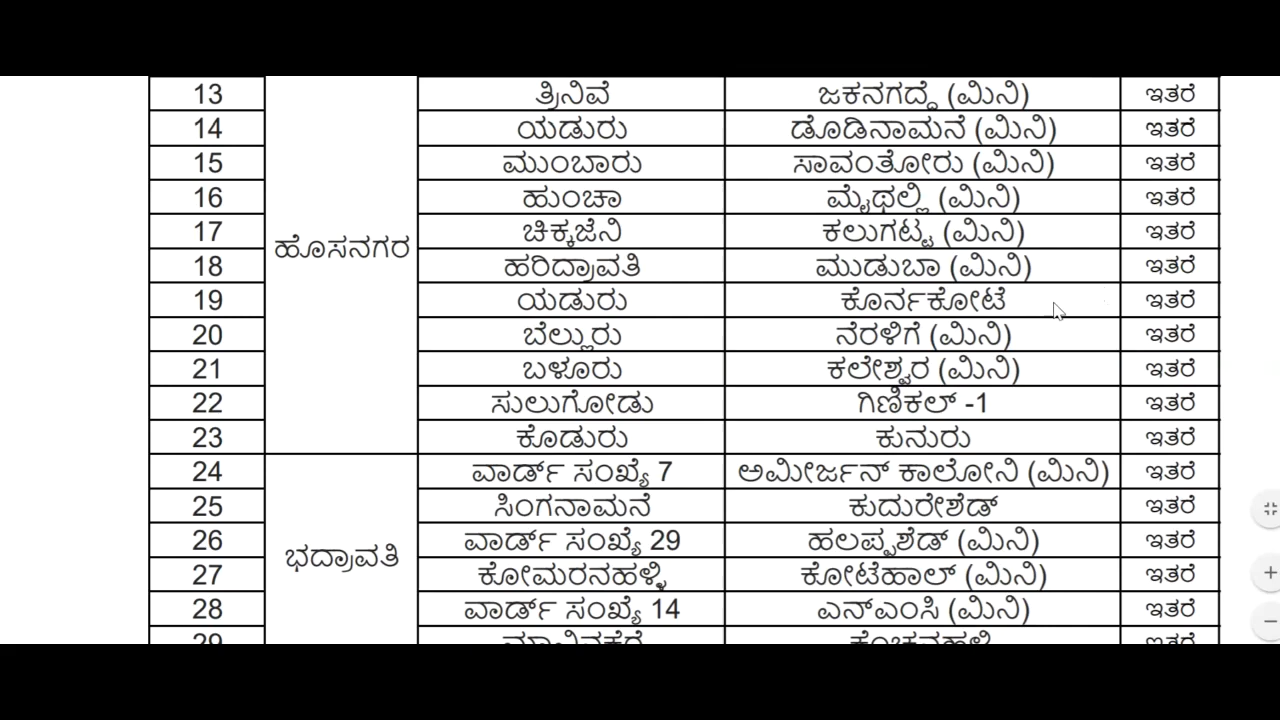 13 ತ್ರಿನಿವೆ ಜಕನಗದ್ದೆ (ಮಿನಿ) ಇತರೆ
14 ಯಡುರು ಡೊಡಿನಾಮನೆ (ಮಿನಿ) ಇತರೆ
15 ಮುಂಬಾರು ಸಾವಂತೋರು (ಮಿನಿ) ಇತರೆ
16 ಹುಂಚಾ ಮೈಥಲ್ಲಿ (ಮಿನಿ) ಇತರೆ
17 ಚಿಕ್ಕಜೆನಿ ಕಲುಗಟ್ಟ (ಮಿನಿ) ಇತರೆ
ಹೊಸನಗರ
18 ಹರಿದ್ರಾವತಿ ಮುಡುಬಾ (ಮಿನಿ) ಇತರೆ
19 ಯಡುರು ಕೊರ್ನಕೋಟೆ ಇತರೆ
20 ಬೆಲ್ಲುರು ನೆರಳಿಗೆ (ಮಿನಿ) ಇತರೆ
21 ಬಳೂರು ಕಲೇಶ್ವರ (ಮಿನಿ) ಇತರೆ
22 ಸುಲುಗೋಡು ಗಿಣಿಕಲ್ -1 ಇತರೆ
23 ಕೊಡುರು ಕುನುರು ಇತರೆ
24 ವಾರ್ಡ್ ಸಂಖ್ಯೆ 7 ಅಮೀರ್ಜನ್ ಕಾಲೋನಿ (ಮಿನಿ) ಇತರೆ
25 ಸಿಂಗನಾಮನೆ ಕುದುರೇಶೆಡ್ ಇತರೆ
26 ವಾರ್ಡ್ ಸಂಖ್ಯೆ 29 ಹಲಪ್ಪಶೆಡ್ (ಮಿನಿ) ಇತರೆ
ಭದ್ರಾವತಿ
27 ಕೋಮರನಹಳ್ಳಿ ಕೋಟೆಹಾಲ್ (ಮಿನಿ) ಇತರೆ
28 ವಾರ್ಡ್ ಸಂಖ್ಯೆ 14 ಎನ್ಎಂಸಿ (ಮಿನಿ) ಇತರೆ
29 ಇತರೆ